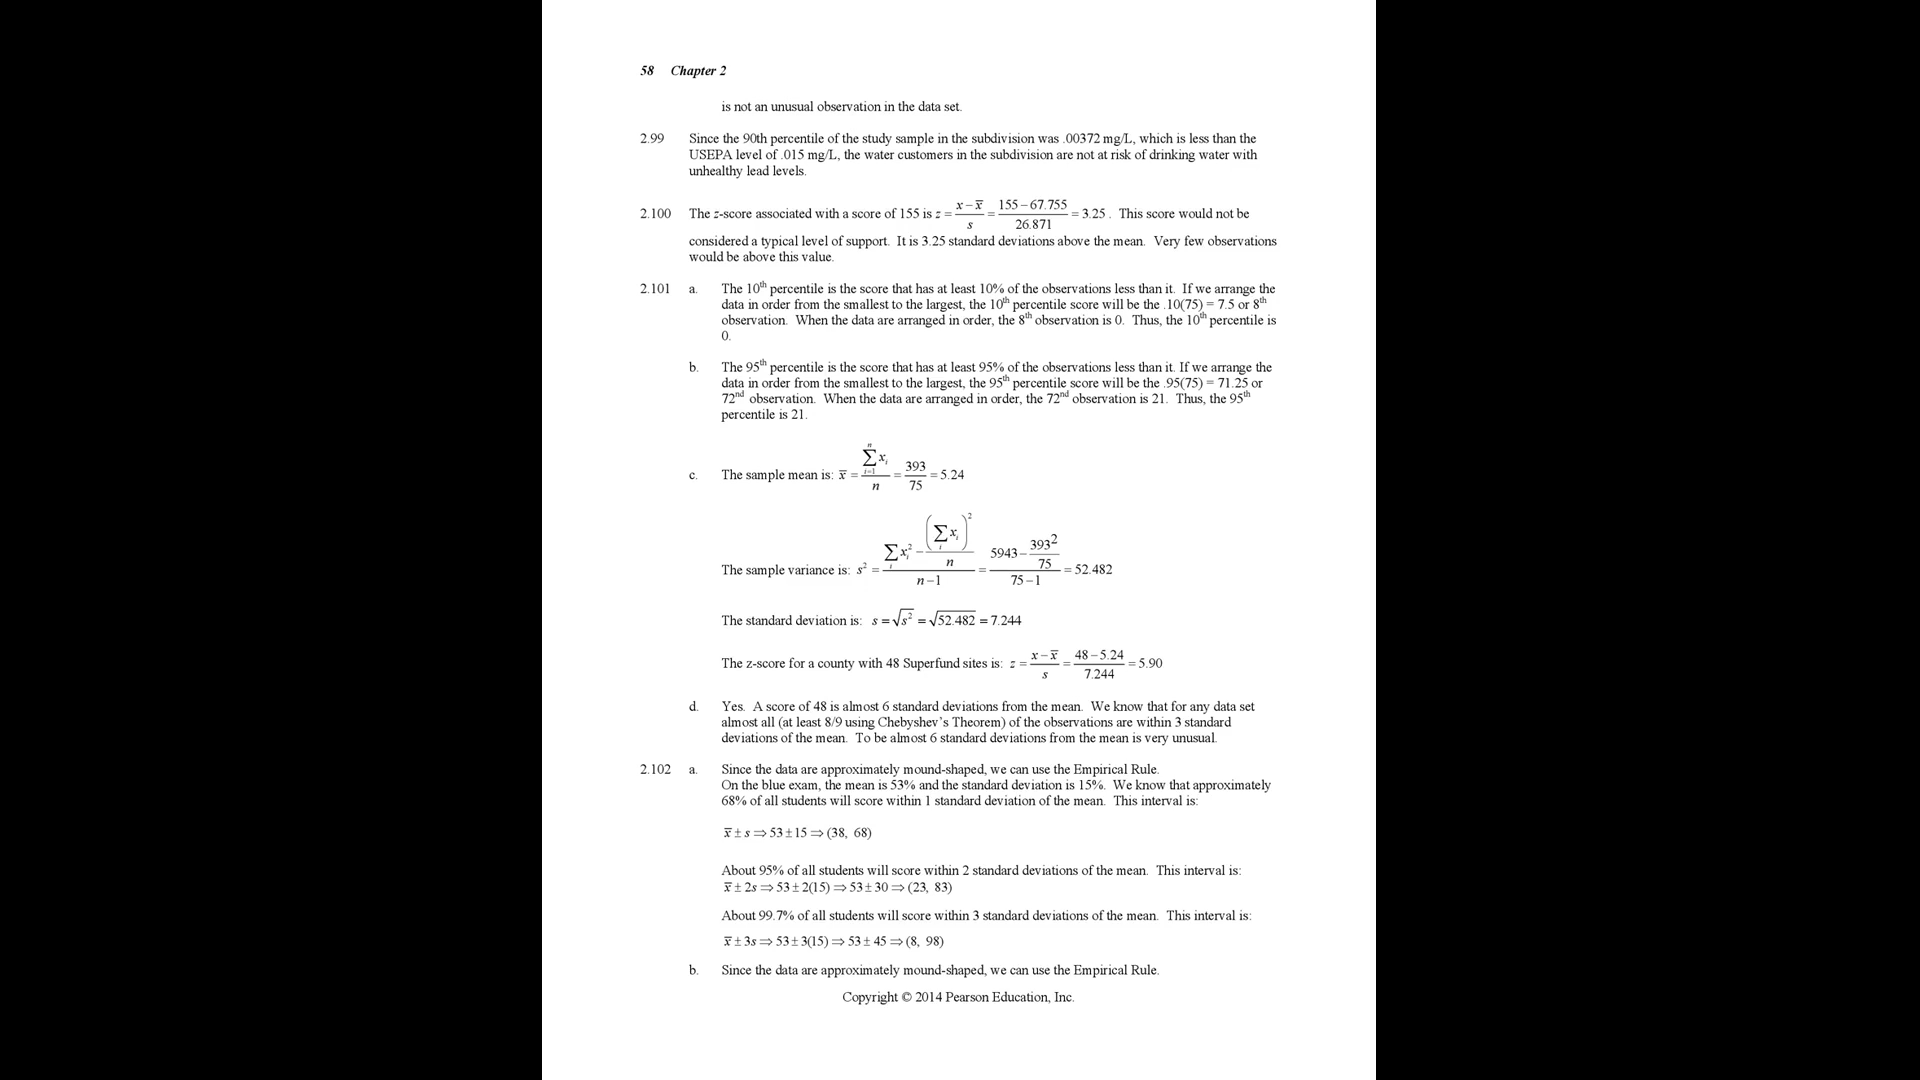 58 Chapter 2
is not an unusual observation in the data set.
2.99 Since the 90th percentile of the study sample in the subdivision was .00372 mg/L, which is less than the
USEPA level of .015 mg/L, the water customers in the subdivision are not at risk of drinking water with
unhealthy lead levels.
2.100 The z-score associated with a score of 155 is z = (x − x̅)/s = (155 − 67.755)/26.871 = 3.25 . This score would not be
considered a typical level of support. It is 3.25 standard deviations above the mean. Very few observations
would be above this value.
2.101 a. The 10th percentile is the score that has at least 10% of the observations less than it. If we arrange the
data in order from the smallest to the largest, the 10th percentile score will be the .10(75) = 7.5 or 8th
observation. When the data are arranged in order, the 8th observation is 0. Thus, the 10th percentile is
0.
b. The 95th percentile is the score that has at least 95% of the observations less than it. If we arrange the
data in order from the smallest to the largest, the 95th percentile score will be the .95(75) = 71.25 or
72nd observation. When the data are arranged in order, the 72nd observation is 21. Thus, the 95th
percentile is 21.
c. The sample mean is: x̅ = (∑_{i=1}^{n} x_i)/n = 393/75 = 5.24
The sample variance is: s² = (∑_i x_i² − (∑_i x_i)²/n)/(n − 1) = (5943 − 393²/75)/(75 − 1) = 52.482
The standard deviation is: s = √s² = √52.482 = 7.244
The z-score for a county with 48 Superfund sites is: z = (x − x̅)/s = (48 − 5.24)/7.244 = 5.90
d. Yes. A score of 48 is almost 6 standard deviations from the mean. We know that for any data set
almost all (at least 8/9 using Chebyshev's Theorem) of the observations are within 3 standard
deviations of the mean. To be almost 6 standard deviations from the mean is very unusual.
2.102 a. Since the data are approximately mound-shaped, we can use the Empirical Rule.
On the blue exam, the mean is 53% and the standard deviation is 15%. We know that approximately
68% of all students will score within 1 standard deviation of the mean. This interval is:
x̅ ± s ⇒ 53 ± 15 ⇒ (38, 68)
About 95% of all students will score within 2 standard deviations of the mean. This interval is:
x̅ ± 2s ⇒ 53 ± 2(15) ⇒ 53 ± 30 ⇒ (23, 83)
About 99.7% of all students will score within 3 standard deviations of the mean. This interval is:
x̅ ± 3s ⇒ 53 ± 3(15) ⇒ 53 ± 45 ⇒ (8, 98)
b. Since the data are approximately mound-shaped, we can use the Empirical Rule.
Copyright © 2014 Pearson Education, Inc.